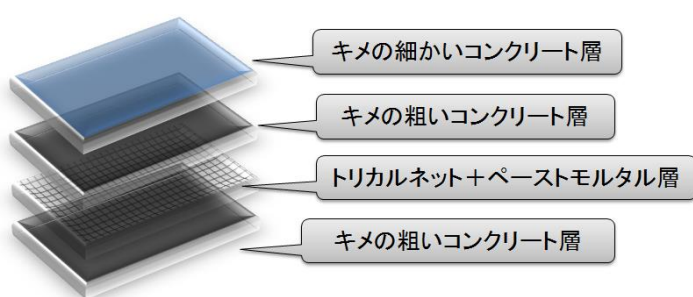 キメの細かいコンクリート層
キメの粗いコンクリート層
トリカルネット＋ペーストモルタル層
キメの粗いコンクリート層